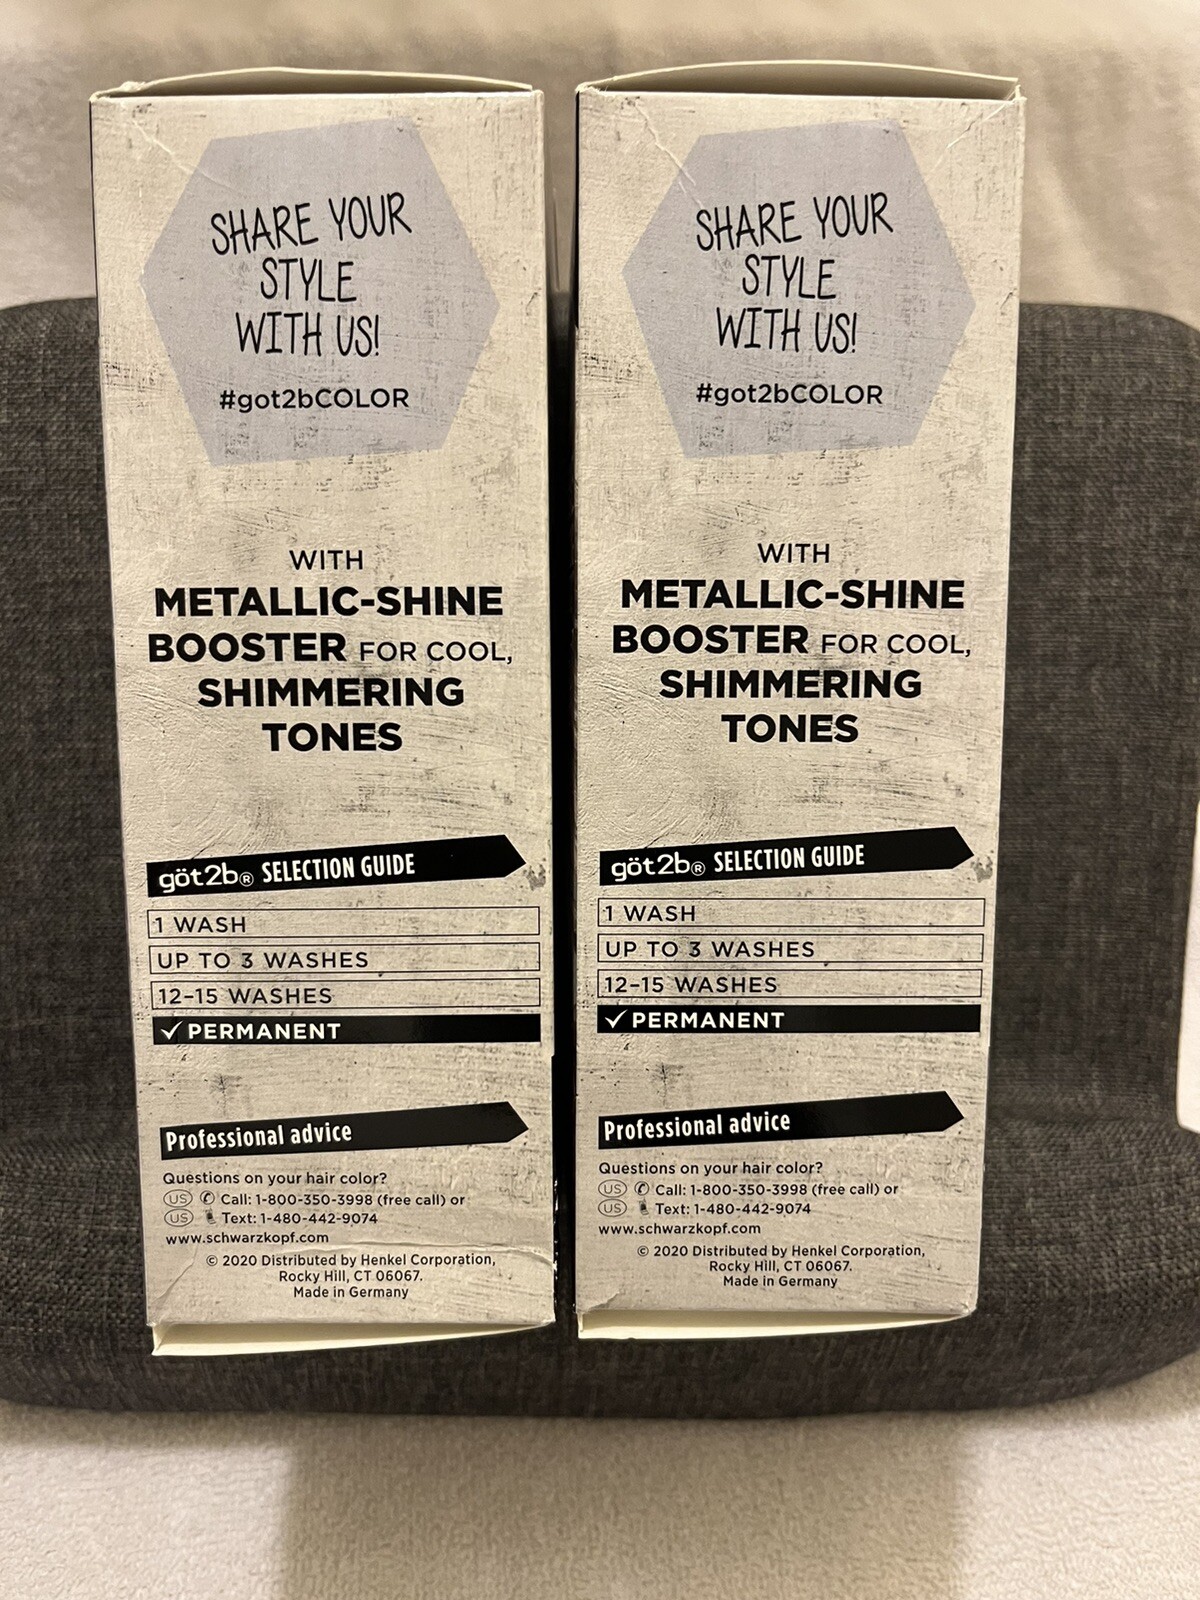 SHARE YOUR
STYLE
WITH US!
#got2bCOLOR
WITH
METALLIC-SHINE
BOOSTER FOR COOL,
SHIMMERING
TONES
göt2b® SELECTION GUIDE
1 WASH
UP TO 3 WASHES
12–15 WASHES
✓ PERMANENT
Professional advice
Questions on your hair color?
US Call: 1-800-350-3998 (free call) or
US Text: 1-480-442-9074
www.schwarzkopf.com
© 2020 Distributed by Henkel Corporation,
Rocky Hill, CT 06067.
Made in Germany
SHARE YOUR
STYLE
WITH US!
#got2bCOLOR
WITH
METALLIC-SHINE
BOOSTER FOR COOL,
SHIMMERING
TONES
göt2b® SELECTION GUIDE
1 WASH
UP TO 3 WASHES
12–15 WASHES
✓ PERMANENT
Professional advice
Questions on your hair color?
US Call: 1-800-350-3998 (free call) or
US Text: 1-480-442-9074
www.schwarzkopf.com
© 2020 Distributed by Henkel Corporation,
Rocky Hill, CT 06067.
Made in Germany